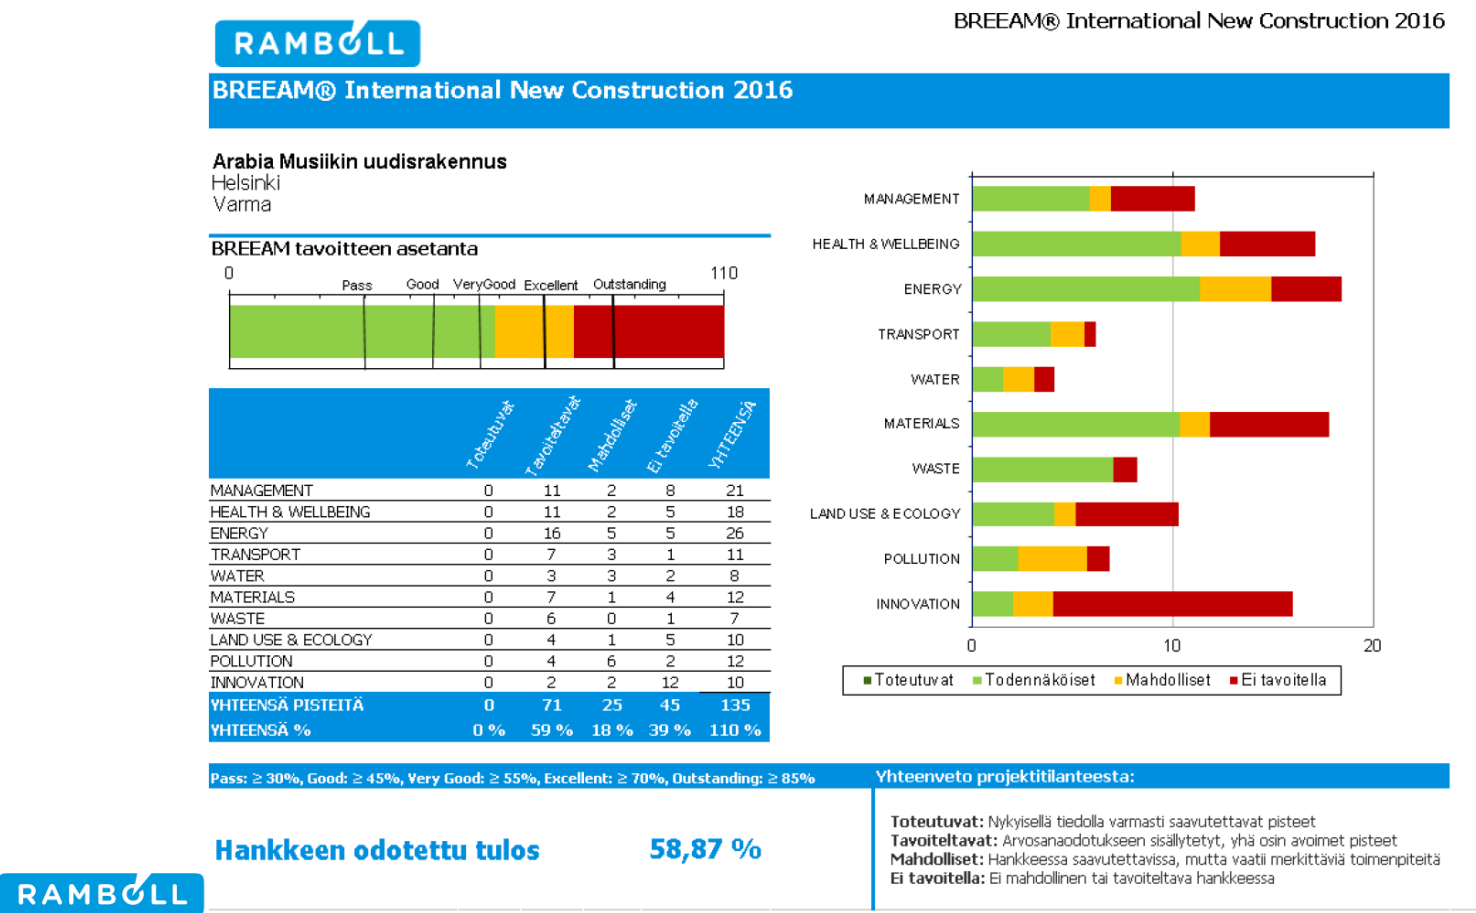 BREEAM® International New Construction 2016
RAMBOLL
BREEAM® International New Construction 2016
Arabia Musiikin uudisrakennus
Helsinki
Varma
BREEAM tavoitteen asetanta
0 110
Pass Good VeryGood Excellent Outstanding
Toteutuvat Tavoiteltavat Mahdolliset Ei tavoitella YHTEENSÄ
MANAGEMENT 0 11 2 8 21
HEALTH & WELLBEING 0 11 2 5 18
ENERGY 0 16 5 5 26
TRANSPORT 0 7 3 1 11
WATER 0 3 3 2 8
MATERIALS 0 7 1 4 12
WASTE 0 6 0 1 7
LAND USE & ECOLOGY 0 4 1 5 10
POLLUTION 0 4 6 2 12
INNOVATION 0 2 2 12 10
YHTEENSÄ PISTEITÄ 0 71 25 45 135
YHTEENSÄ % 0 % 59 % 18 % 39 % 110 %
MANAGEMENT
HEALTH & WELLBEING
ENERGY
TRANSPORT
WATER
MATERIALS
WASTE
LAND USE & ECOLOGY
POLLUTION
INNOVATION
0 10 20
Toteutuvat Todennäköiset Mahdolliset Ei tavoitella
Pass: ≥ 30%, Good: ≥ 45%, Very Good: ≥ 55%, Excellent: ≥ 70%, Outstanding: ≥ 85%
Hankkeen odotettu tulos 58,87 %
Yhteenveto projektitilanteesta:
Toteutuvat: Nykyisellä tiedolla varmasti saavutettavat pisteet
Tavoiteltavat: Arvosanaodotukseen sisällytetyt, yhä osin avoimet pisteet
Mahdolliset: Hankkeessa saavutettavissa, mutta vaatii merkittäviä toimenpiteitä
Ei tavoitella: Ei mahdollinen tai tavoiteltava hankkeessa
RAMBOLL